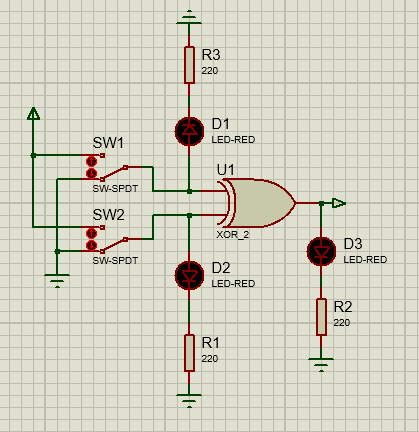 R3
220
D1
LED-RED
SW1
SW-SPDT
U1
XOR_2
SW2
SW-SPDT
D2
LED-RED
D3
LED-RED
R2
220
R1
220